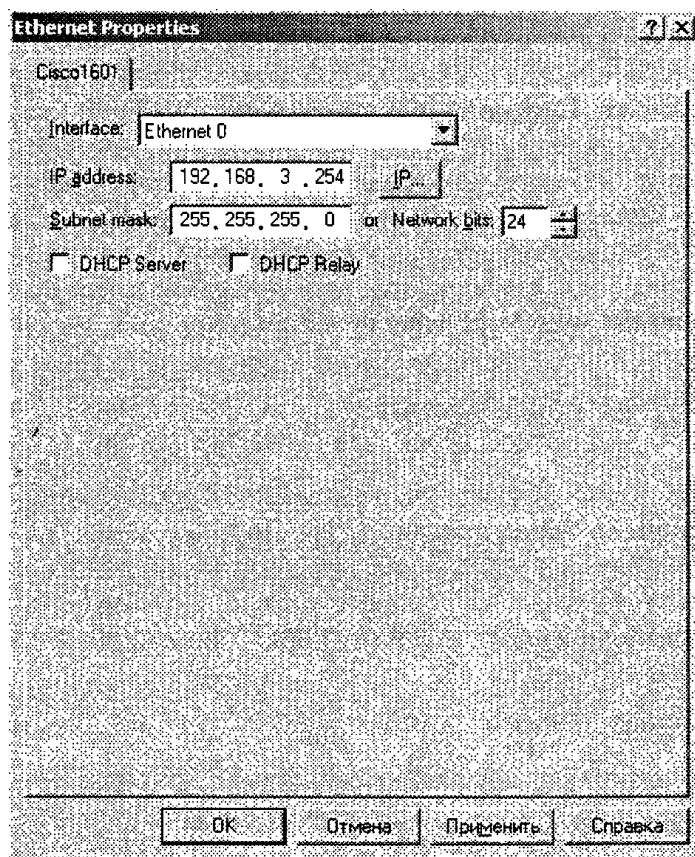 Ethernet Properties
Cisco1601
Interface: Ethernet 0
IP address: 192.168.3.254 IP...
Subnet mask: 255.255.255.0 or Network bits: 24
DHCP Server DHCP Relay
OK Отмена Применить Справка